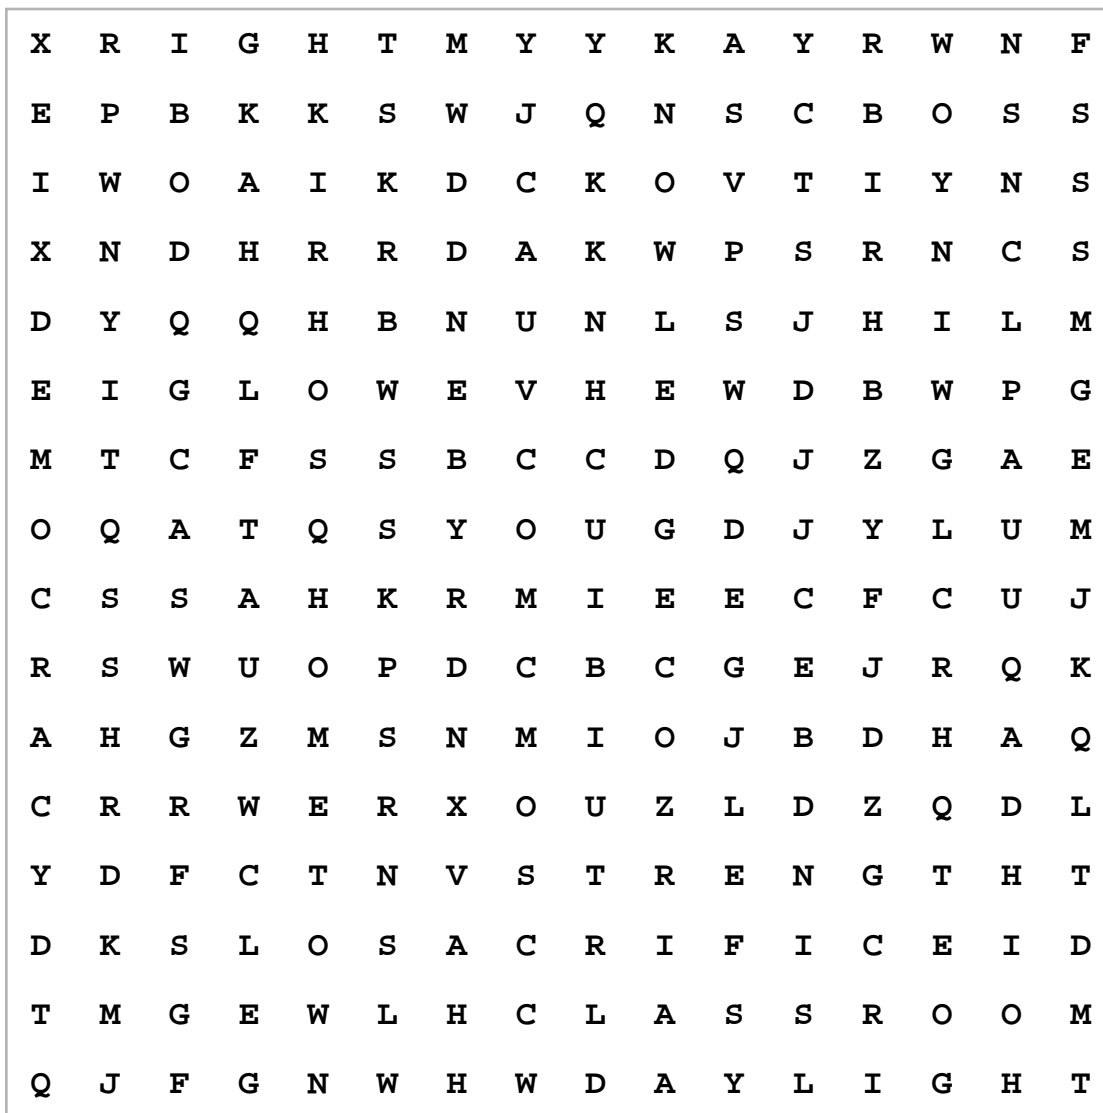 X R I G H T M Y Y K A Y R W N F
E P B K K S W J Q N S C B O S S
I W O A I K D C K O V T I Y N S
X N D H R R D A K W P S R N C S
D Y Q Q H B N U N L S J H I L M
E I G L O W E V H E W D B W P G
M T C F S S B C C D Q J Z G A E
O Q A T Q S Y O U G D J Y L U M
C S S A H K R M I E E C F C U J
R S W U O P D C B C G E J R Q K
A H G Z M S N M I O J B D H A Q
C R R W E R X O U Z L D Z Q D L
Y D F C T N V S T R E N G T H T
D K S L O S A C R I F I C E I D
T M G E W L H C L A S S R O O M
Q J F G N W H W D A Y L I G H T